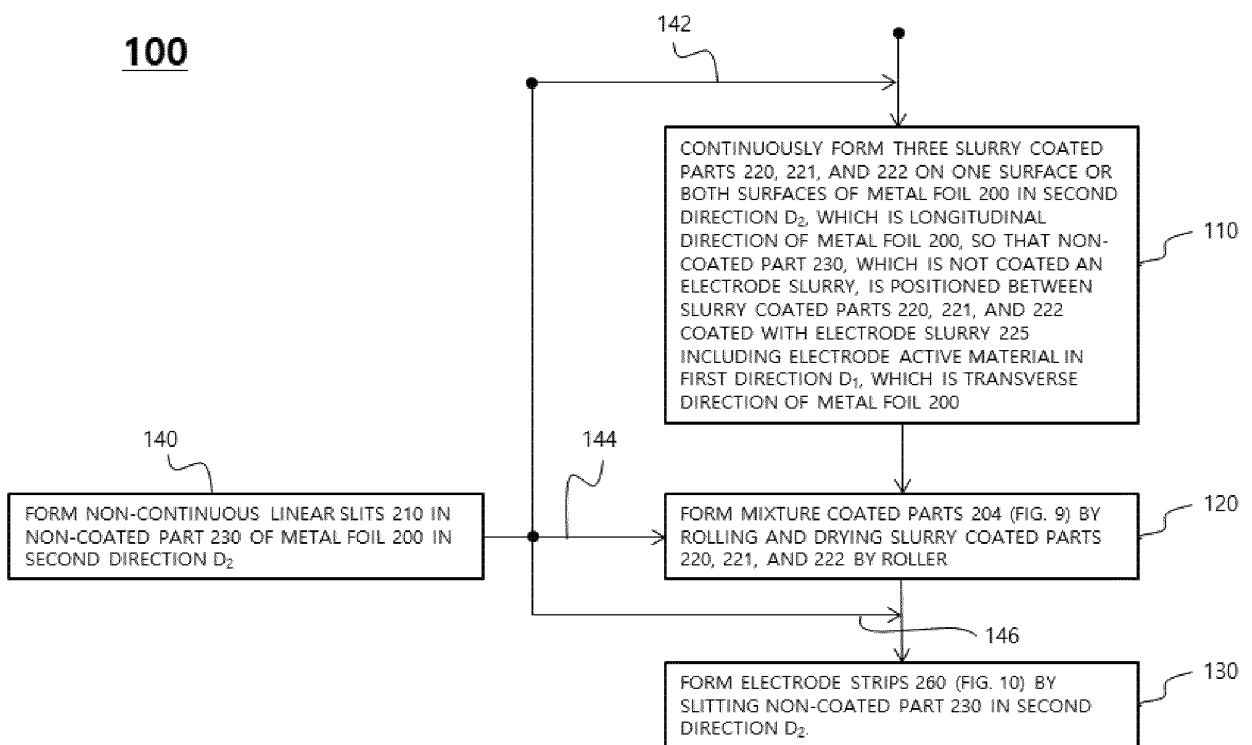 100
142
CONTINUOUSLY FORM THREE SLURRY COATED
PARTS 220, 221, AND 222 ON ONE SURFACE OR
BOTH SURFACES OF METAL FOIL 200 IN SECOND
DIRECTION D₂, WHICH IS LONGITUDINAL
DIRECTION OF METAL FOIL 200, SO THAT NON-
COATED PART 230, WHICH IS NOT COATED AN
ELECTRODE SLURRY, IS POSITIONED BETWEEN
SLURRY COATED PARTS 220, 221, AND 222
COATED WITH ELECTRODE SLURRY 225
INCLUDING ELECTRODE ACTIVE MATERIAL IN
FIRST DIRECTION D₁, WHICH IS TRANSVERSE
DIRECTION OF METAL FOIL 200
110
140
FORM NON-CONTINUOUS LINEAR SLITS 210 IN
NON-COATED PART 230 OF METAL FOIL 200 IN
SECOND DIRECTION D₂
144
FORM MIXTURE COATED PARTS 204 (FIG. 9) BY
ROLLING AND DRYING SLURRY COATED PARTS
220, 221, AND 222 BY ROLLER
120
146
FORM ELECTRODE STRIPS 260 (FIG. 10) BY
SLITTING NON-COATED PART 230 IN SECOND
DIRECTION D₂.
130